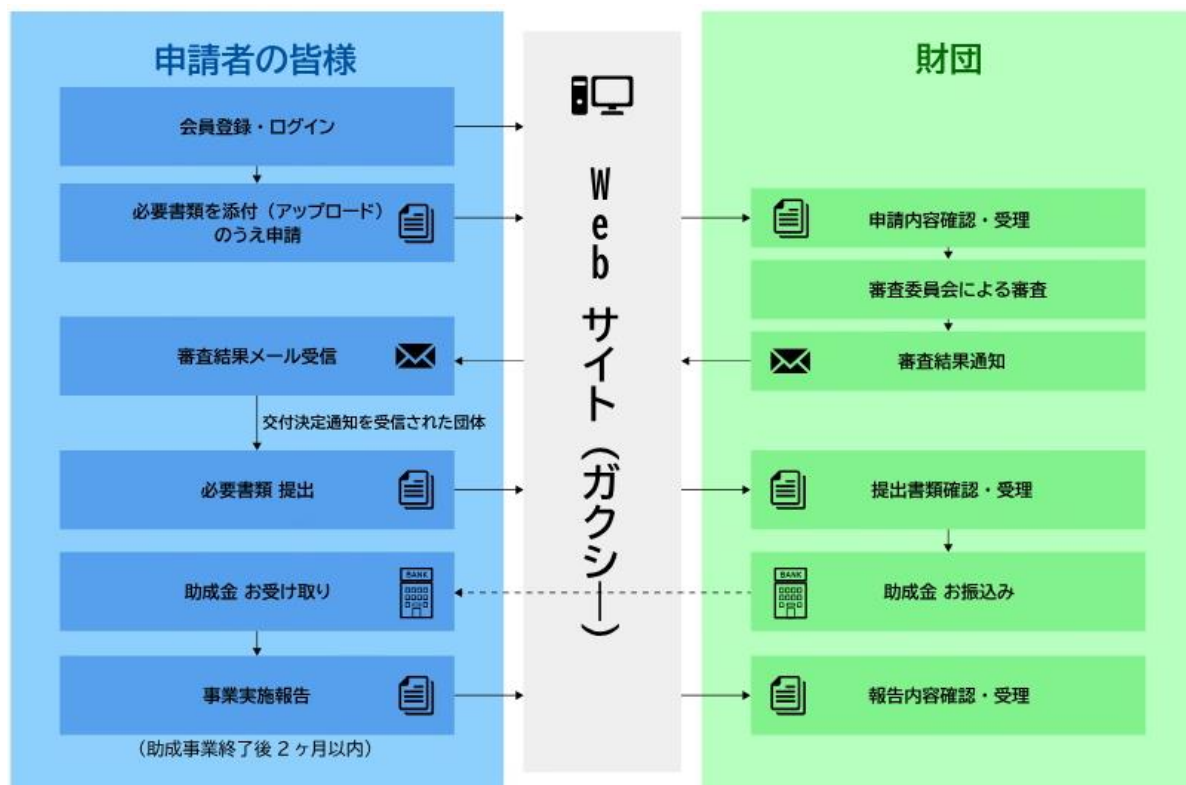 申請者の皆様
会員登録・ログイン
必要書類を添付（アップロード）
のうえ申請
審査結果メール受信
交付決定通知を受信された団体
必要書類 提出
助成金 お受け取り
BANK
事業実施報告
（助成事業終了後 2 ヶ月以内）
Web サイト（ガクシー）
財団
申請内容確認・受理
審査委員会による審査
審査結果通知
提出書類確認・受理
BANK
助成金 お振込み
報告内容確認・受理